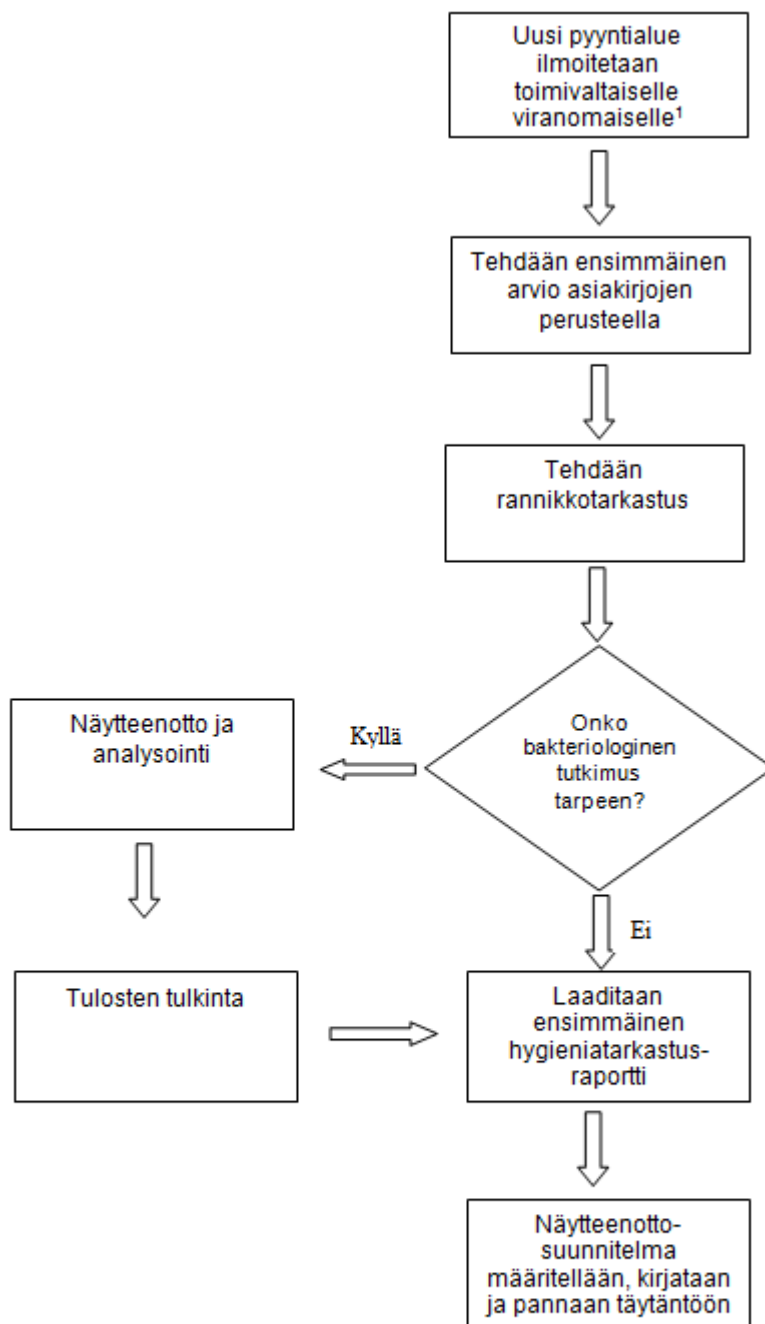 Uusi pyyntialue
ilmoitetaan
toimivaltaiselle
viranomaiselle¹
Tehdään ensimmäinen
arvio asiakirjojen
perusteella
Tehdään
rannikkotarkastus
Onko
bakteriologinen
tutkimus
tarpeen?
Kyllä
Näytteenotto ja
analysointi
Ei
Tulosten tulkinta
Laaditaan
ensimmäinen
hygieniatarkastus-
raportti
Näytteenotto-
suunnitelma
määritellään, kirjataan
ja pannaan täytäntöön